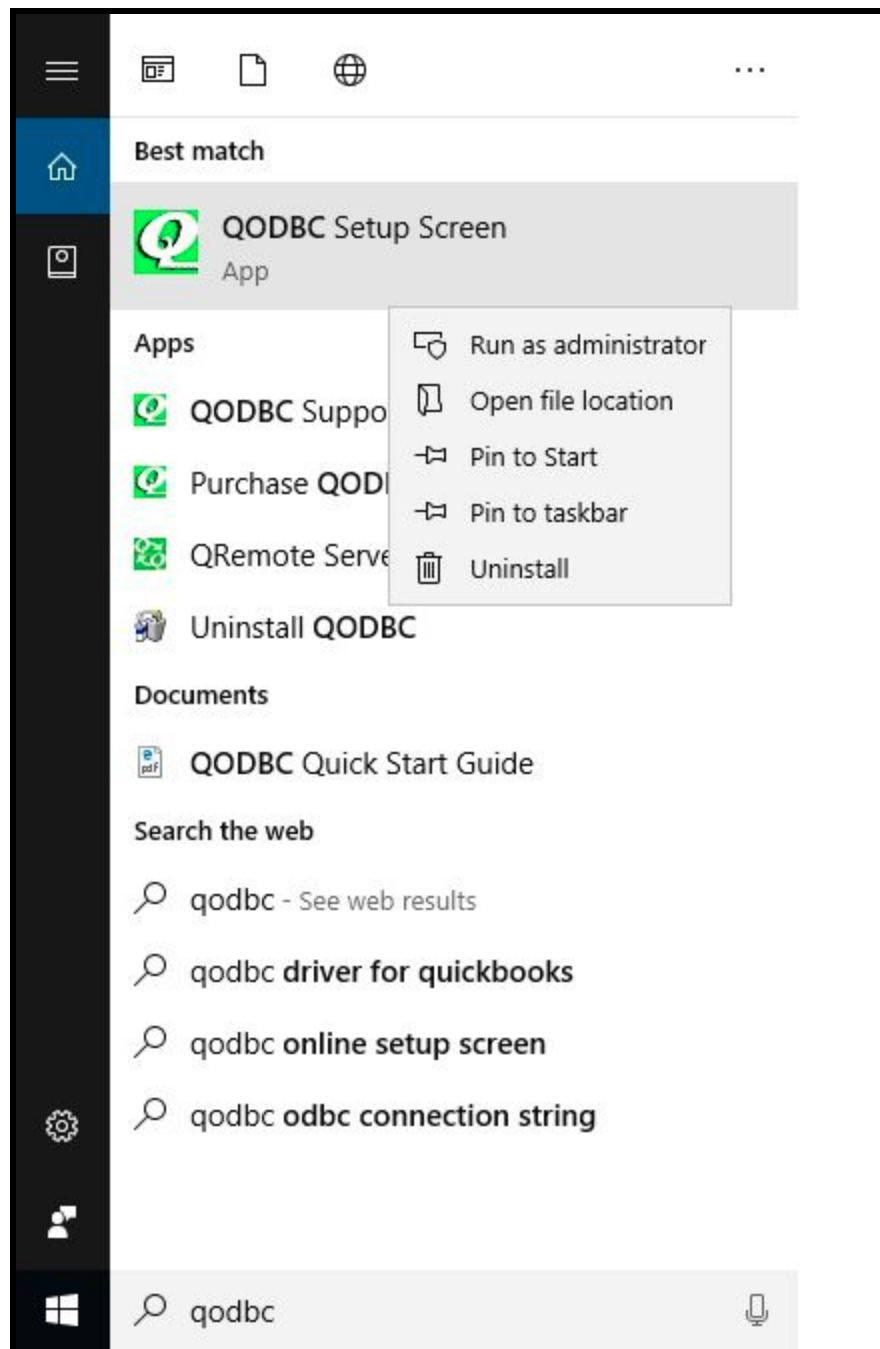 Best match
QODBC Setup Screen
App
Apps
Run as administrator
QODBC Suppo
Open file location
Purchase QOD
Pin to Start
Pin to taskbar
QRemote Serve
Uninstall
Uninstall QODBC
Documents
QODBC Quick Start Guide
Search the web
qodbc - See web results
qodbc driver for quickbooks
qodbc online setup screen
qodbc odbc connection string
qodbc